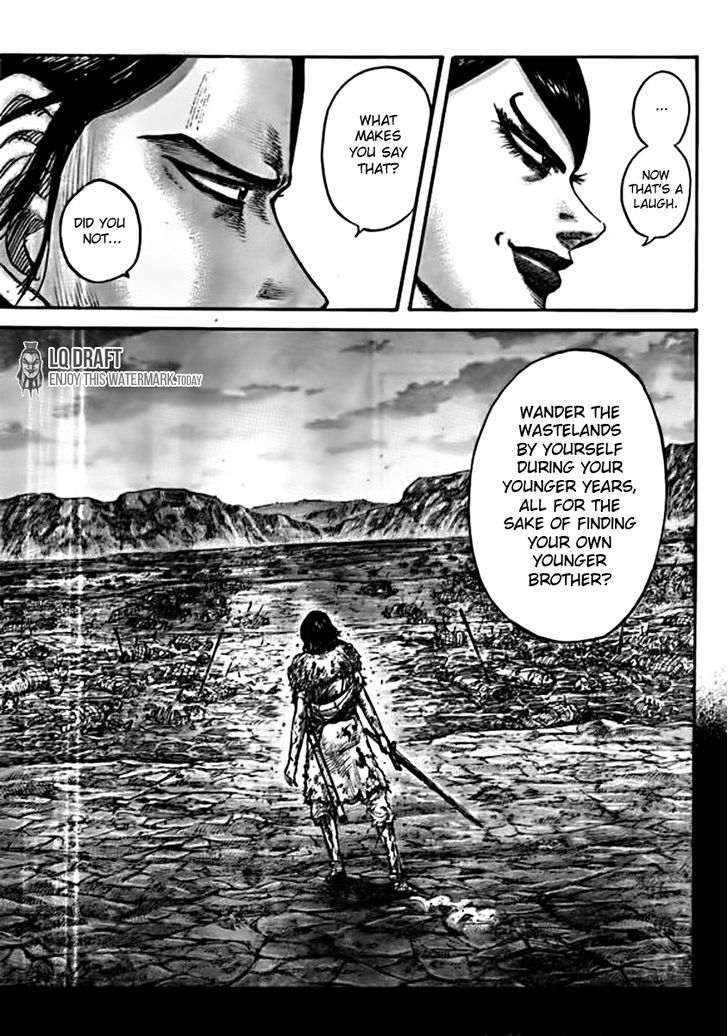 ...
NOW
THAT'S A
LAUGH.
WHAT
MAKES
YOU SAY
THAT?
DID YOU
NOT...
LQ DRAFT
ENJOY THIS WATERMARK.TODAY
WANDER THE
WASTELANDS
BY YOURSELF
DURING YOUR
YOUNGER YEARS,
ALL FOR THE
SAKE OF FINDING
YOUR OWN
YOUNGER
BROTHER?